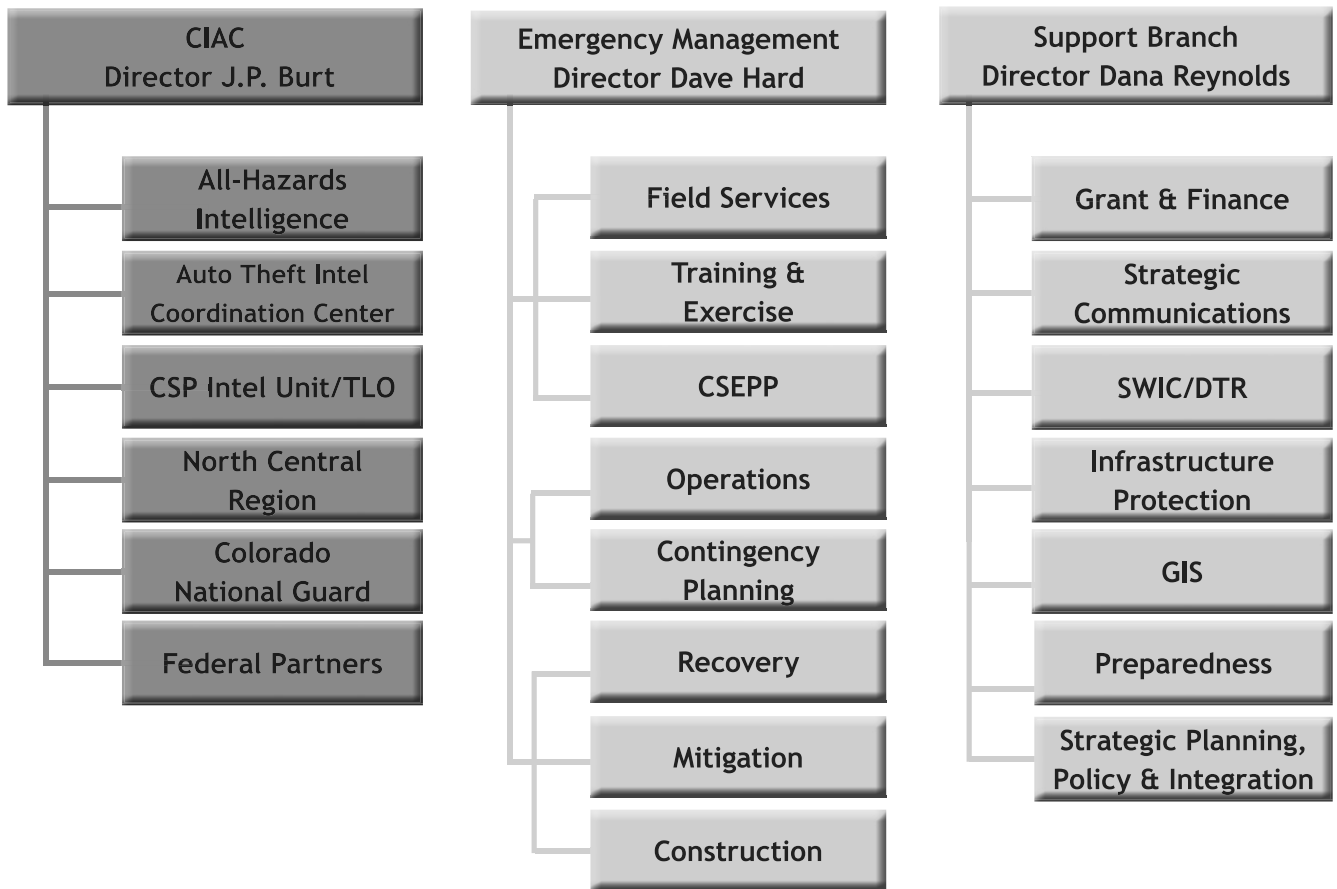 CIAC
Director J.P. Burt
All-Hazards
Intelligence
Auto Theft Intel
Coordination Center
CSP Intel Unit/TLO
North Central
Region
Colorado
National Guard
Federal Partners
Emergency Management
Director Dave Hard
Field Services
Training &
Exercise
CSEPP
Operations
Contingency
Planning
Recovery
Mitigation
Construction
Support Branch
Director Dana Reynolds
Grant & Finance
Strategic
Communications
SWIC/DTR
Infrastructure
Protection
GIS
Preparedness
Strategic Planning,
Policy & Integration